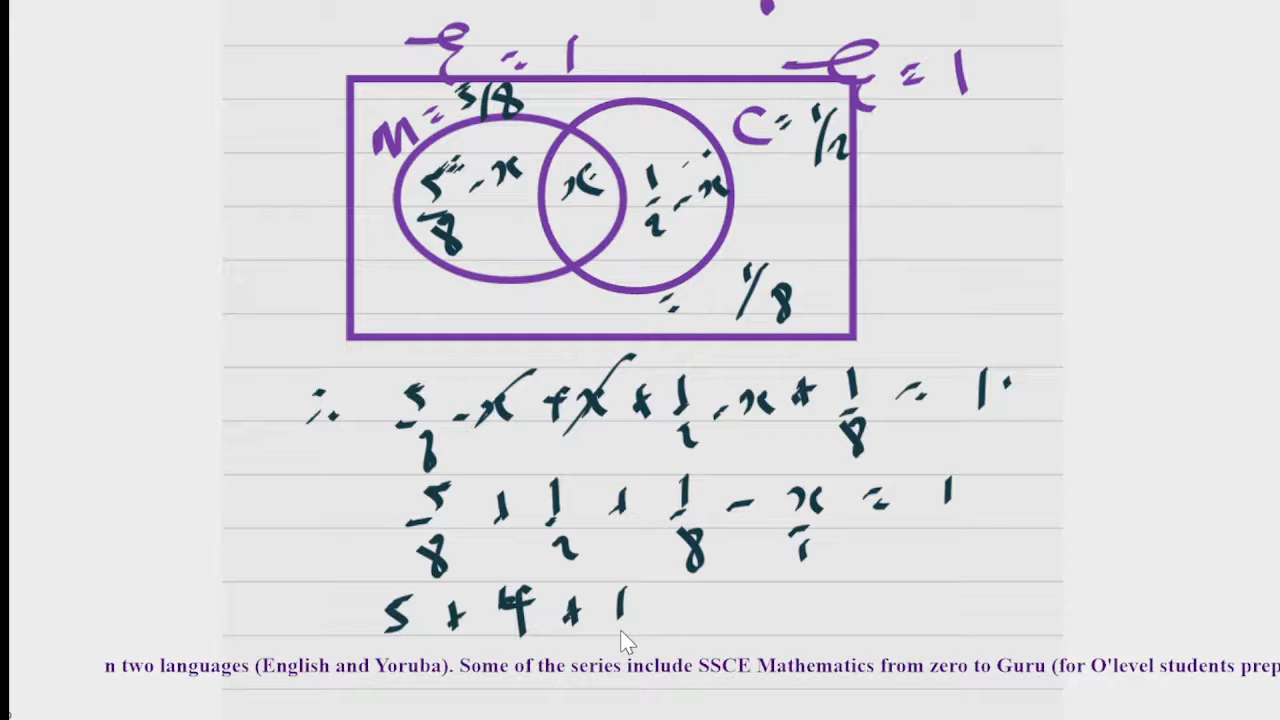 ξ = 1
ξ = 1
M = 5/8
C = 1/2
5/8 - x
x
1/2 - x
= 1/8
∴ 5/8 - x + x + 1/2 - x + 1/8 = 1.
5/8 + 1/2 + 1/8 - x/1 = 1
5 + 4 + 1
n two languages (English and Yoruba). Some of the series include SSCE Mathematics from zero to Guru (for O'level students prep